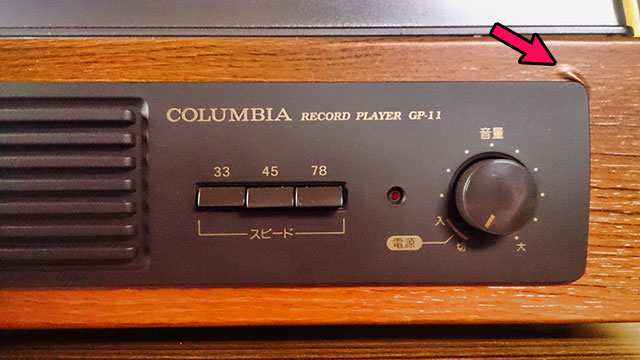 COLUMBIA RECORD PLAYER GP-11
音量
33 45 78
スピード
入
切
大
電源